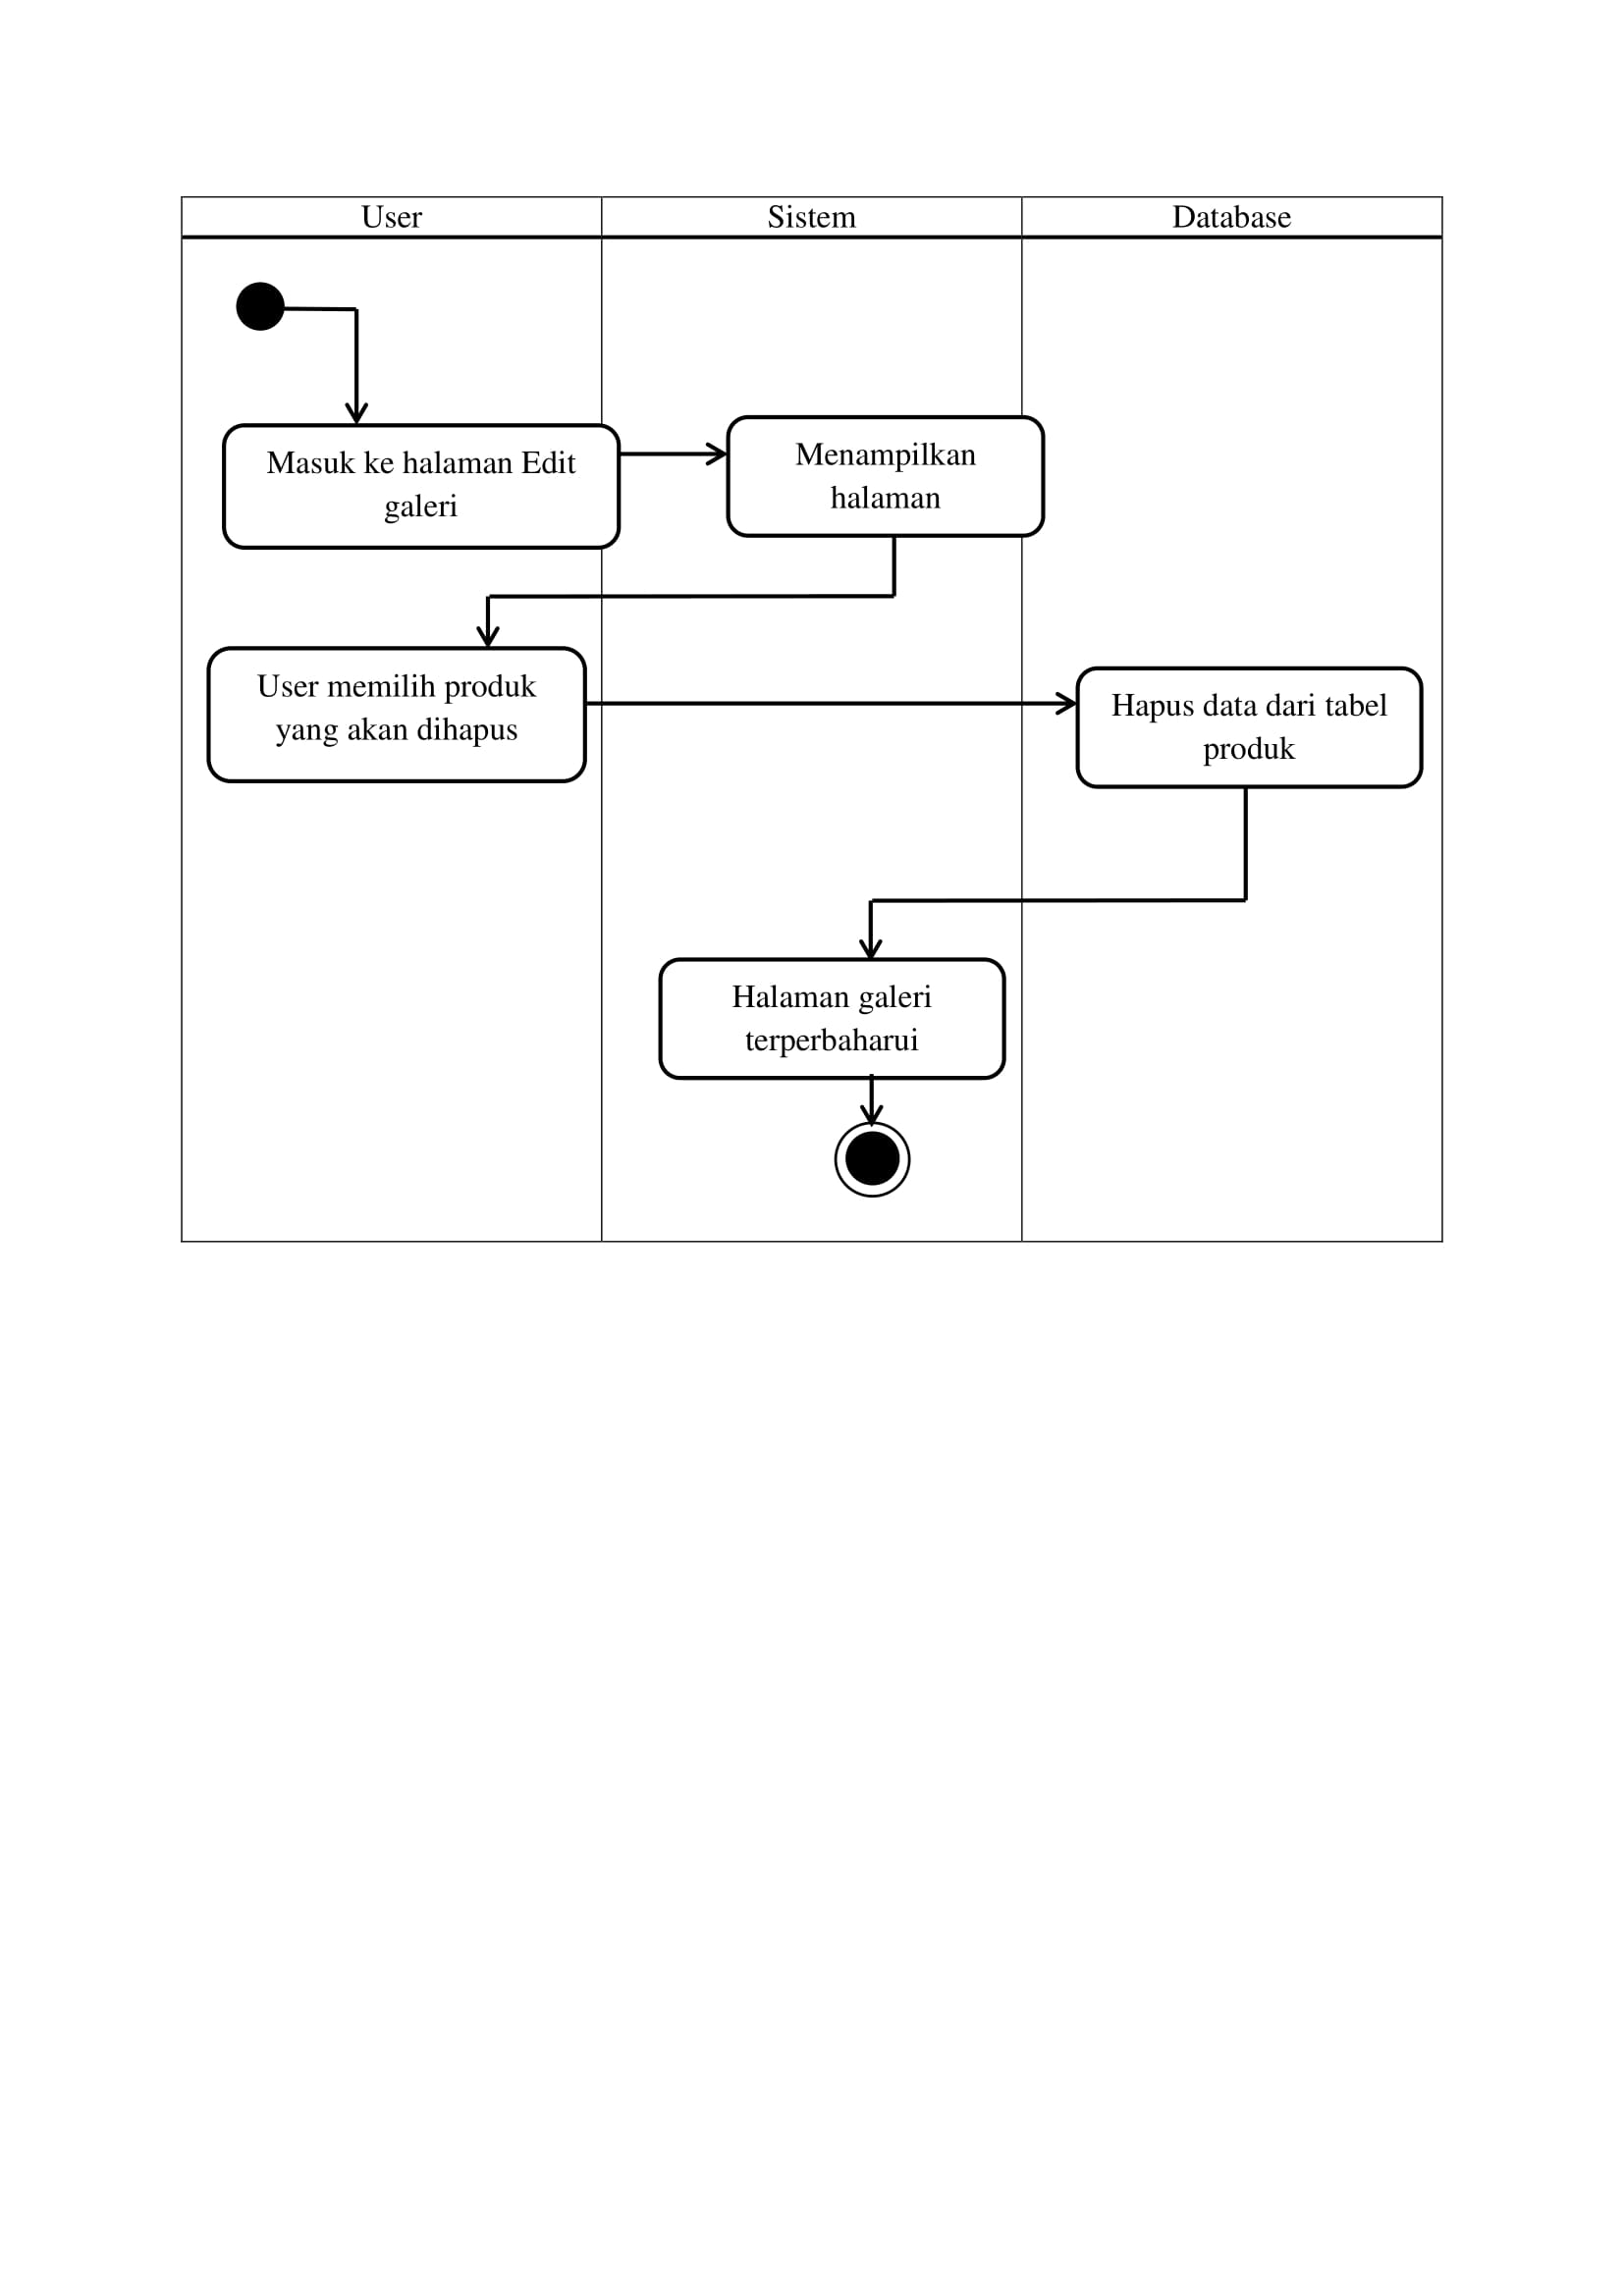 User
Sistem
Database
Masuk ke halaman Edit
galeri
Menampilkan
halaman
User memilih produk
yang akan dihapus
Hapus data dari tabel
produk
Halaman galeri
terperbaharui